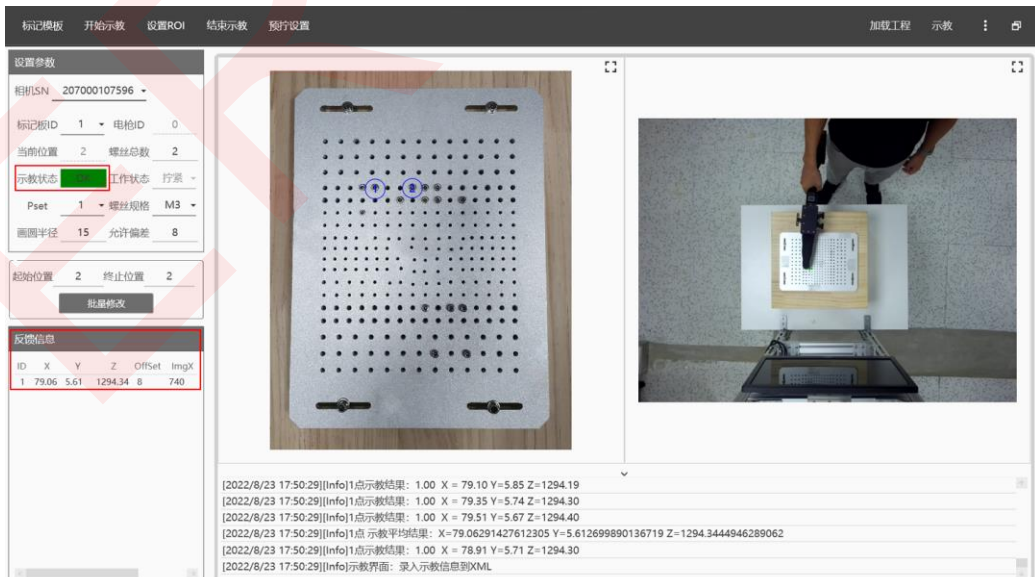 标记模板 开始示教 设置ROI 结束示教 预拧设置 加载工程 示教
设置参数
相机SN 207000107596
标记板ID 1 电枪ID 0
当前位置 2 螺丝总数 2
示教状态 OK 工作状态 拧紧
Pset 1 螺丝规格 M3
画圆半径 15 允许偏差 8
起始位置 2 终止位置 2
批量修改
反馈信息
ID X Y Z OffSet ImgX
1 79.06 5.61 1294.34 8 740
1 2
[2022/8/23 17:50:29][Info]1点示教结果：1.00 X = 79.10 Y=5.85 Z=1294.19
[2022/8/23 17:50:29][Info]1点示教结果：1.00 X = 79.35 Y=5.74 Z=1294.30
[2022/8/23 17:50:29][Info]1点示教结果：1.00 X = 79.51 Y=5.67 Z=1294.40
[2022/8/23 17:50:29][Info]1点 示教平均结果：X=79.06291427612305 Y=5.612699890136719 Z=1294.3444946289062
[2022/8/23 17:50:29][Info]1点示教结果：1.00 X = 78.91 Y=5.71 Z=1294.30
[2022/8/23 17:50:29][Info]示教界面：录入示教信息到XML